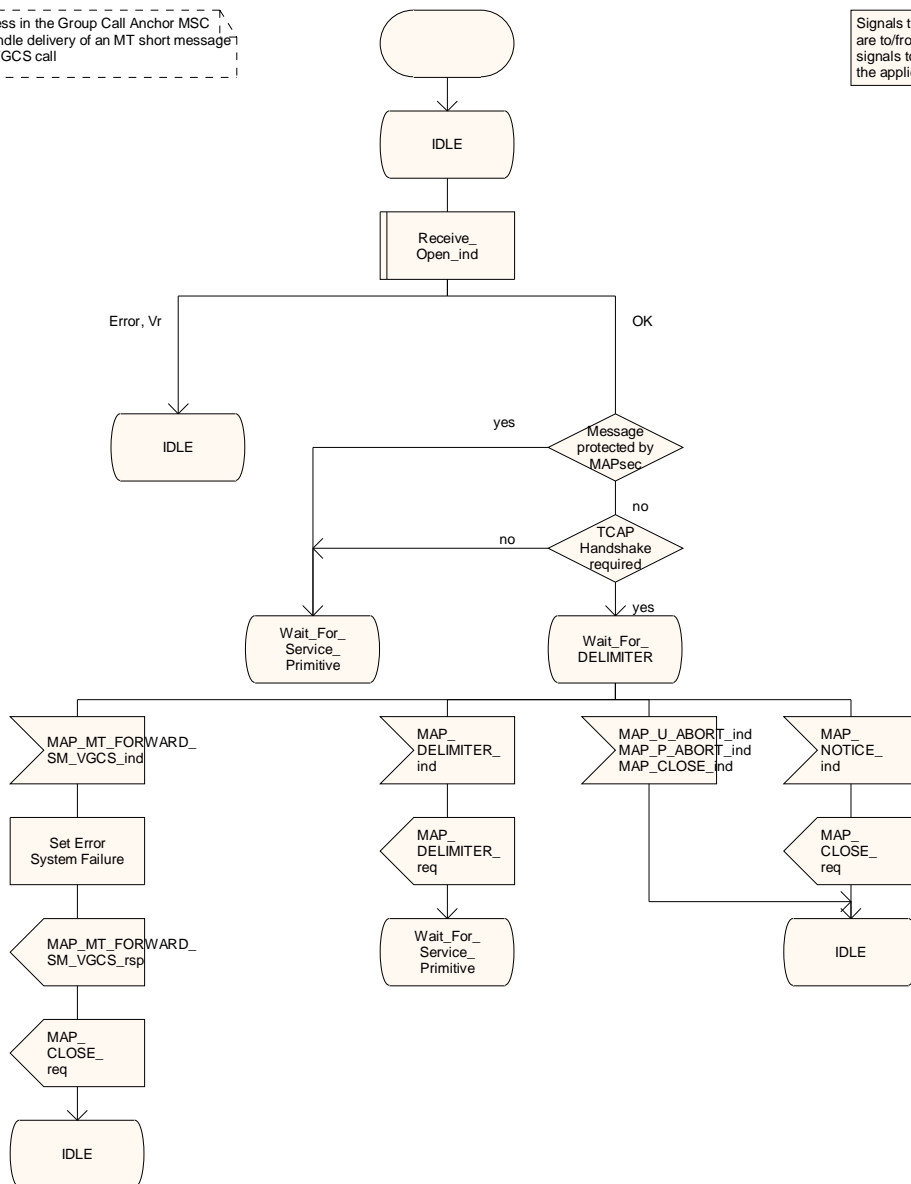 ess in the Group Call Anchor MSC
ndle delivery of an MT short message
GCS call
Signals t
are to/fro
signals to
the applic
IDLE
Receive_
Open_ind
Error, Vr
OK
IDLE
yes
Message
protected by
MAPsec
no
no
TCAP
Handshake
required
yes
Wait_For_
Service_
Primitive
Wait_For_
DELIMITER
MAP_MT_FORWARD_
SM_VGCS_ind
MAP_
DELIMITER_
ind
MAP_U_ABORT_ind
MAP_P_ABORT_ind
MAP_CLOSE_ind
MAP_
NOTICE_
ind
Set Error
System Failure
MAP_
DELIMITER_
req
MAP_
CLOSE_
req
MAP_MT_FORWARD_
SM_VGCS_rsp
Wait_For_
Service_
Primitive
IDLE
MAP_
CLOSE_
req
IDLE